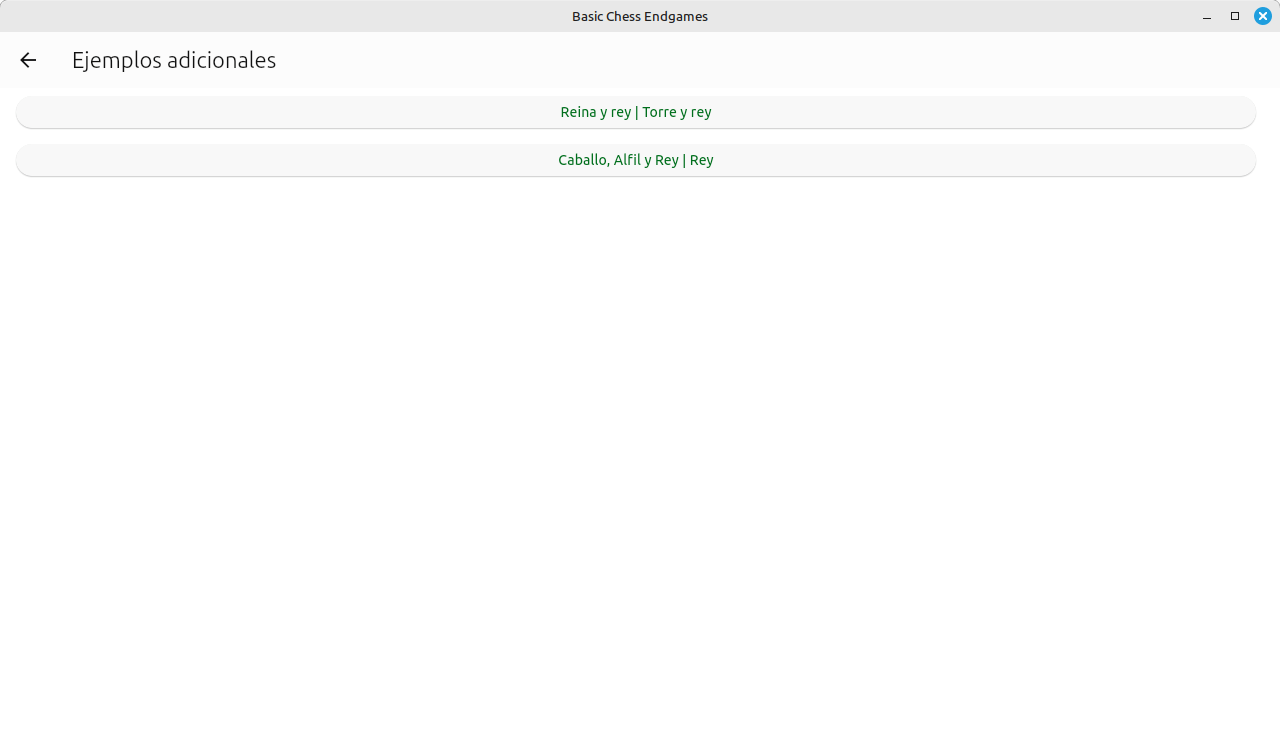 Basic Chess Endgames
Ejemplos adicionales
Reina y rey | Torre y rey
Caballo, Alfil y Rey | Rey